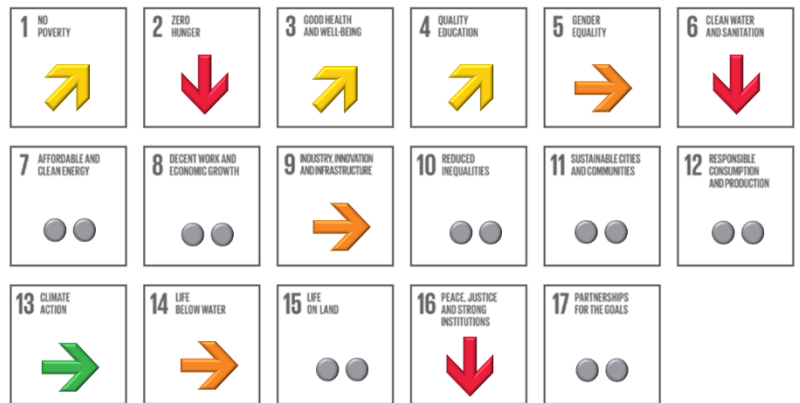 1 NO
POVERTY
2 ZERO
HUNGER
3 GOOD HEALTH
AND WELL-BEING
4 QUALITY
EDUCATION
5 GENDER
EQUALITY
6 CLEAN WATER
AND SANITATION
7 AFFORDABLE AND
CLEAN ENERGY
8 DECENT WORK AND
ECONOMIC GROWTH
9 INDUSTRY, INNOVATION
AND INFRASTRUCTURE
10 REDUCED
INEQUALITIES
11 SUSTAINABLE CITIES
AND COMMUNITIES
12 RESPONSIBLE
CONSUMPTION
AND PRODUCTION
13 CLIMATE
ACTION
14 LIFE
BELOW WATER
15 LIFE
ON LAND
16 PEACE, JUSTICE
AND STRONG
INSTITUTIONS
17 PARTNERSHIPS
FOR THE GOALS